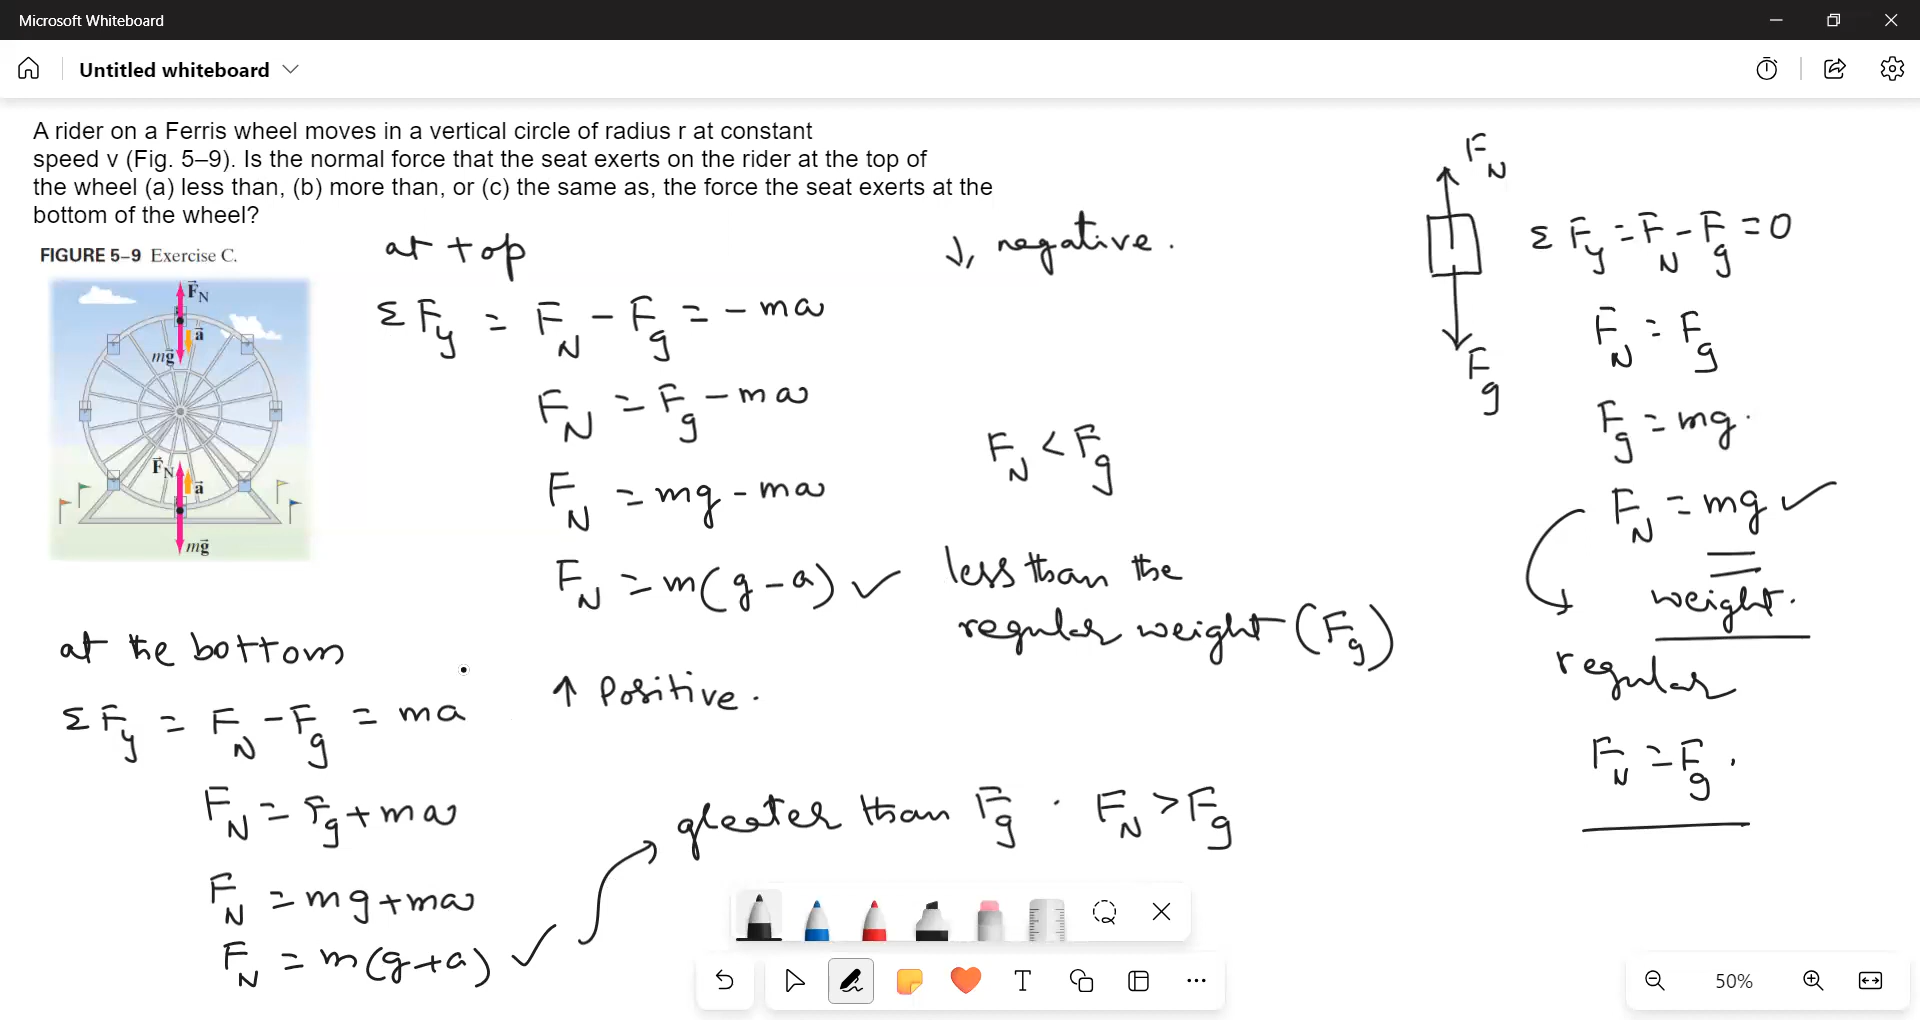 Microsoft Whiteboard
Untitled whiteboard
A rider on a Ferris wheel moves in a vertical circle of radius r at constant
speed v (Fig. 5–9). Is the normal force that the seat exerts on the rider at the top of
the wheel (a) less than, (b) more than, or (c) the same as, the force the seat exerts at the
bottom of the wheel?
FIGURE 5–9 Exercise C.
F⃗N
a⃗
mg⃗
F⃗N
a⃗
mg⃗
at top
↓, negative.
ΣFy = FN - Fg = - ma
FN = Fg - ma
FN = mg - ma
FN = m(g - a) ✓
FN < Fg
less than the
regular weight (Fg)
at the bottom
↑ Positive.
ΣFy = FN - Fg = ma
FN = Fg + ma
FN = mg + ma
FN = m(g + a) ✓
greater than Fg . FN > Fg
FN
Fg
ΣFy = FN - Fg = 0
FN = Fg
Fg = mg.
FN = mg ✓
weight.
regular
FN = Fg.
T
50%